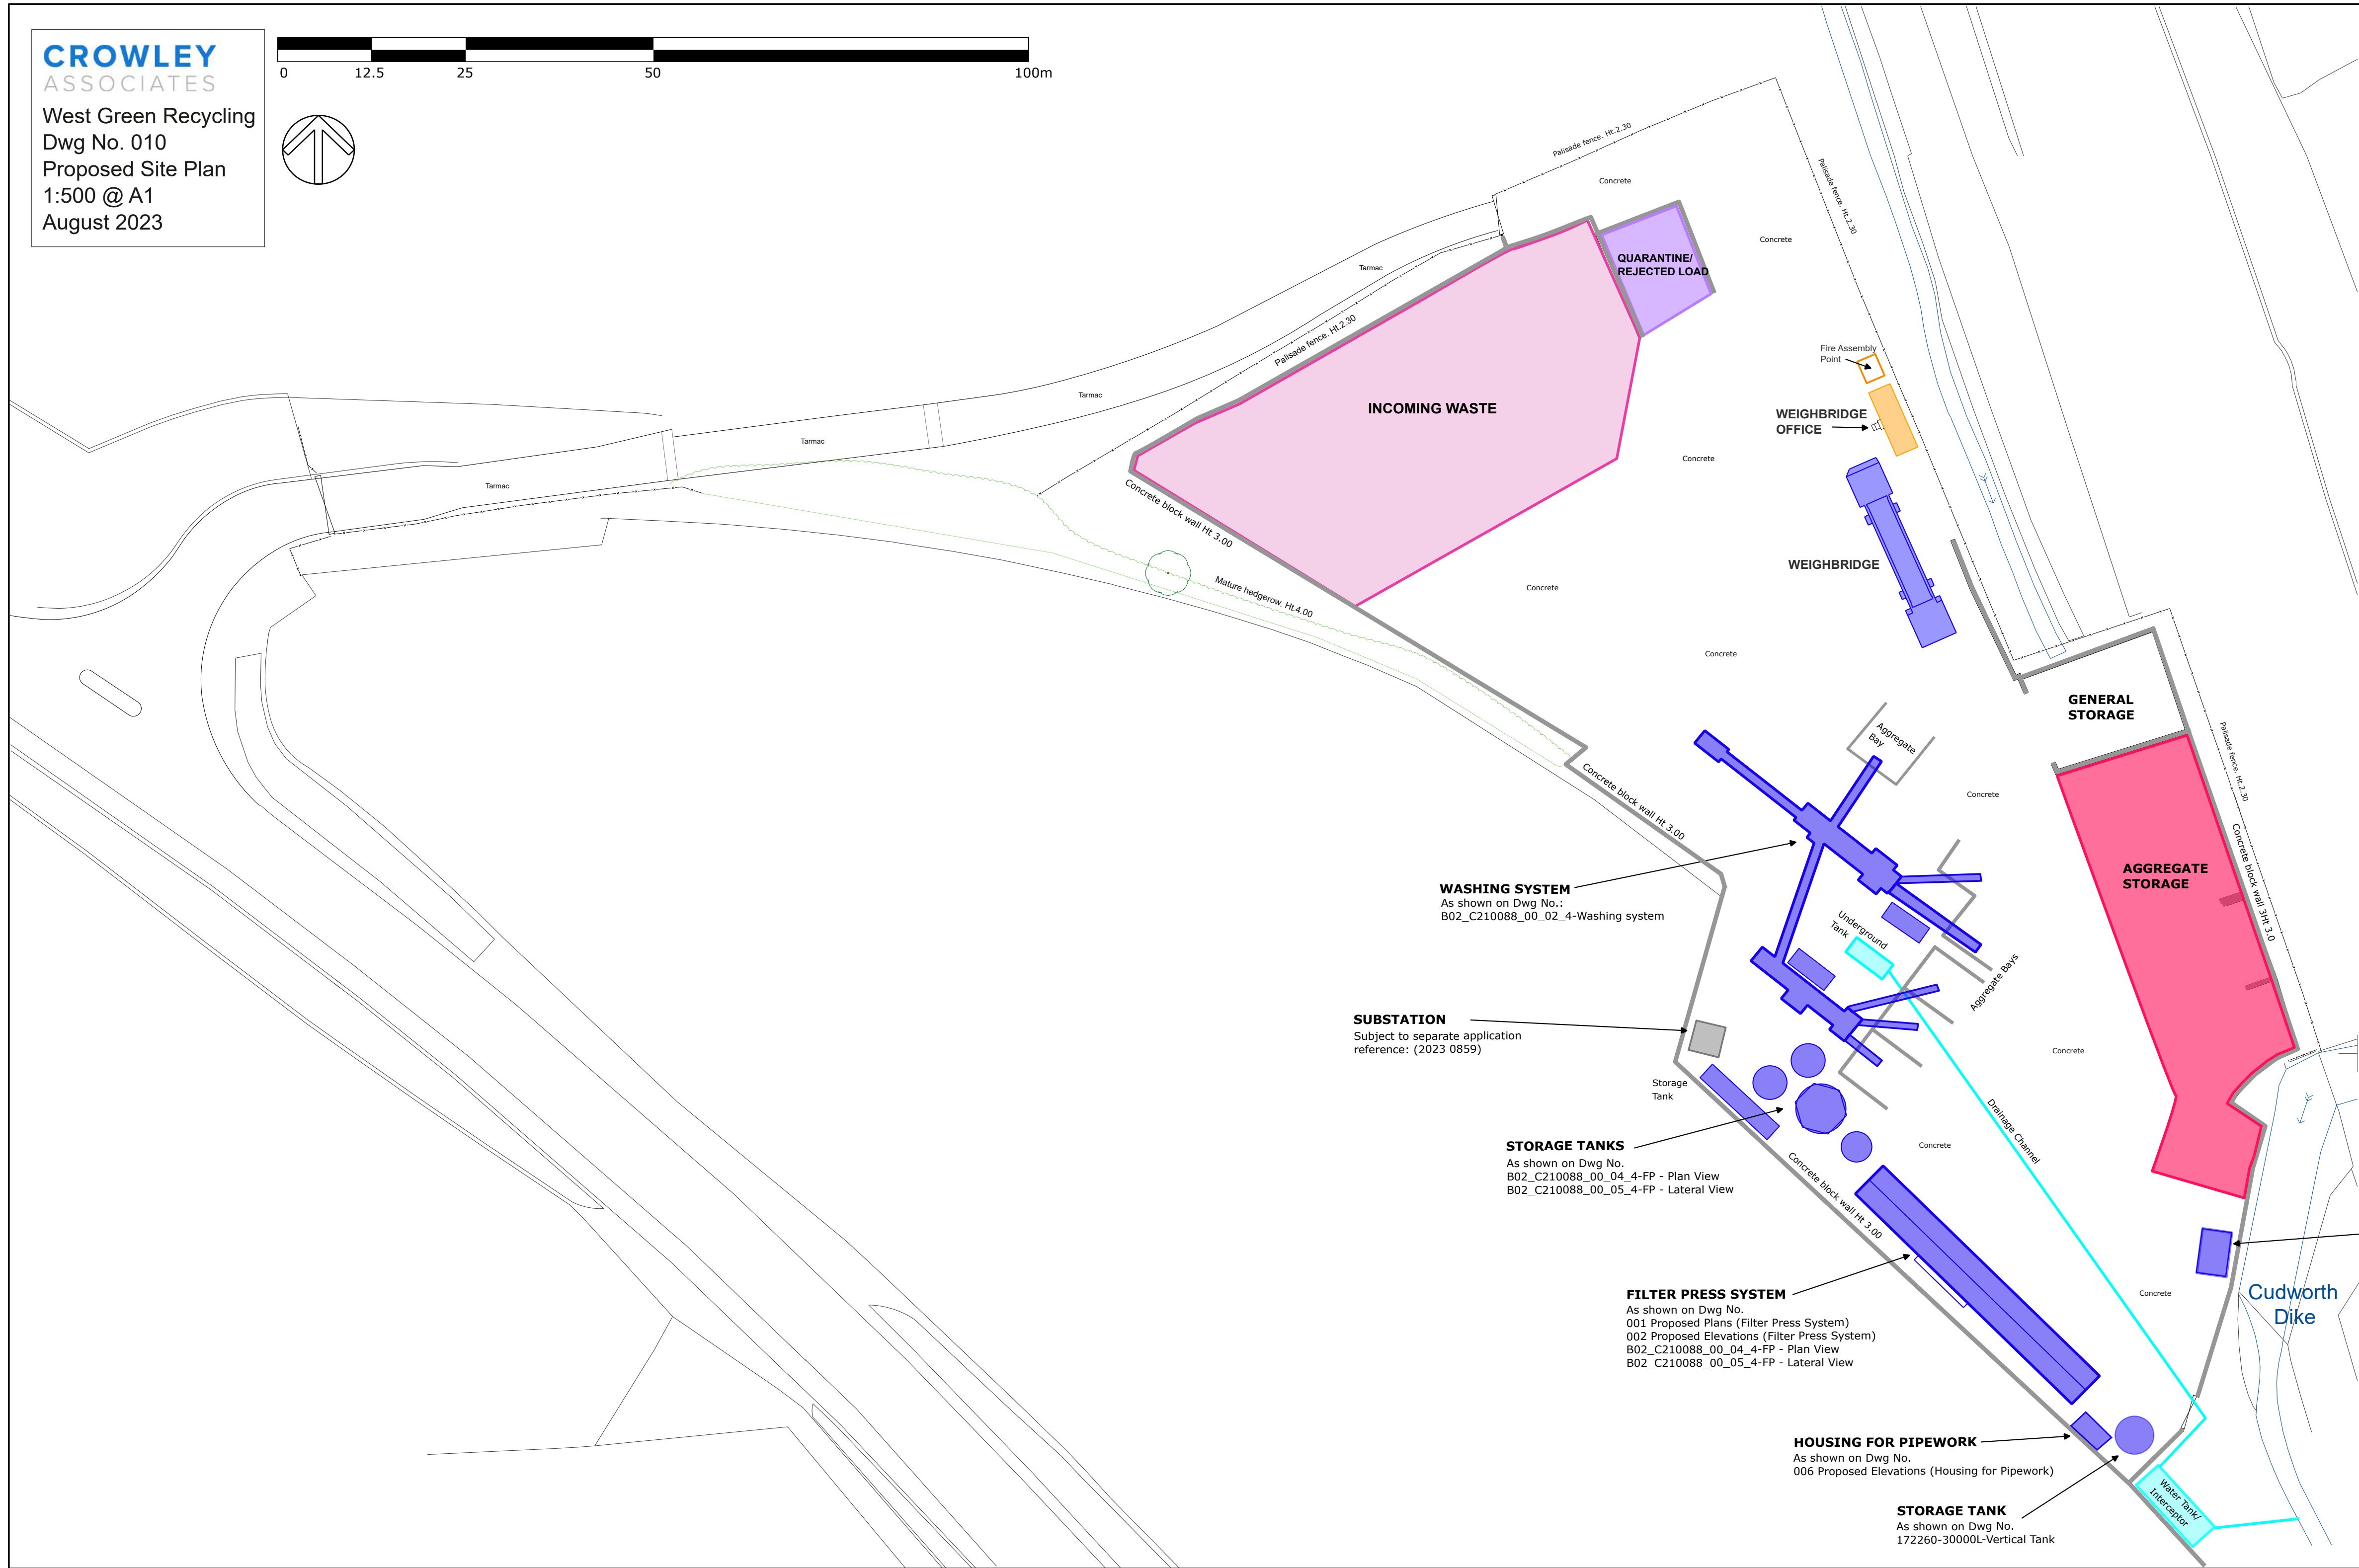 CROWLEY
ASSOCIATES
West Green Recycling
Dwg No. 010
Proposed Site Plan
1:500 @ A1
August 2023
0 12.5 25 50 100m
Palisade fence. Ht.2.30
Concrete
Palisade fence. Ht.2.30
Concrete
QUARANTINE/
REJECTED LOAD
Tarmac
Palisade fence. Ht.2.30
Fire Assembly
Point
INCOMING WASTE
WEIGHBRIDGE
OFFICE
Tarmac
Tarmac
Concrete
Tarmac
Concrete block wall Ht 3.00
WEIGHBRIDGE
Mature hedgerow. Ht.4.00
Concrete
Concrete
GENERAL
STORAGE
Aggregate
Bay
Palisade fence. Ht.2.30
Concrete block wall Ht 3.00
Concrete
AGGREGATE
STORAGE
Concrete block wall 3Ht 3.0
WASHING SYSTEM
As shown on Dwg No.:
B02_C210088_00_02_4-Washing system
Underground
Tank
Aggregate Bays
SUBSTATION
Subject to separate application
reference: (2023 0859)
Concrete
Storage
Tank
Drainage Channel
STORAGE TANKS
As shown on Dwg No.
B02_C210088_00_04_4-FP - Plan View
B02_C210088_00_05_4-FP - Lateral View
Concrete
Concrete block wall Ht 3.00
FILTER PRESS SYSTEM
As shown on Dwg No.
001 Proposed Plans (Filter Press System)
002 Proposed Elevations (Filter Press System)
B02_C210088_00_04_4-FP - Plan View
B02_C210088_00_05_4-FP - Lateral View
Concrete
Cudworth
Dike
HOUSING FOR PIPEWORK
As shown on Dwg No.
006 Proposed Elevations (Housing for Pipework)
Water Tank/
Interceptor
STORAGE TANK
As shown on Dwg No.
172260-30000L-Vertical Tank